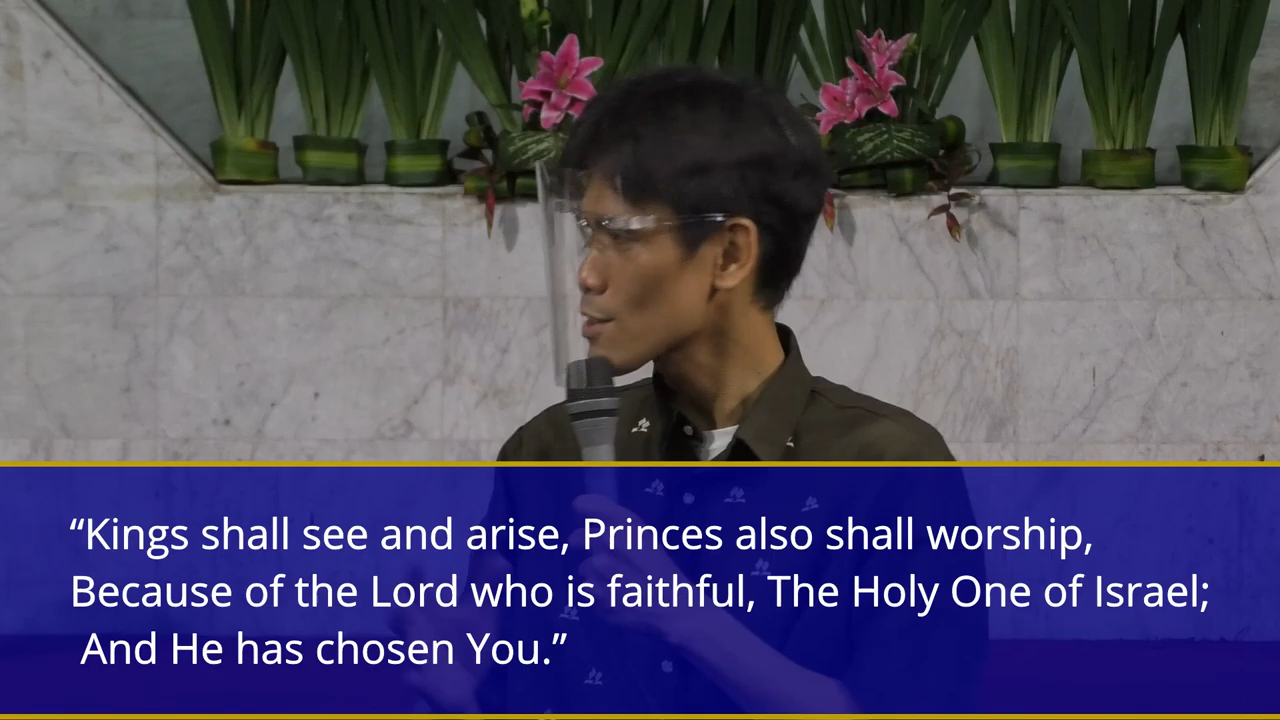 “Kings shall see and arise, Princes also shall worship,
Because of the Lord who is faithful, The Holy One of Israel;
And He has chosen You.”